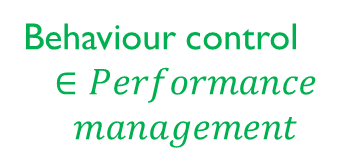 Behaviour control
∈ Performance
management